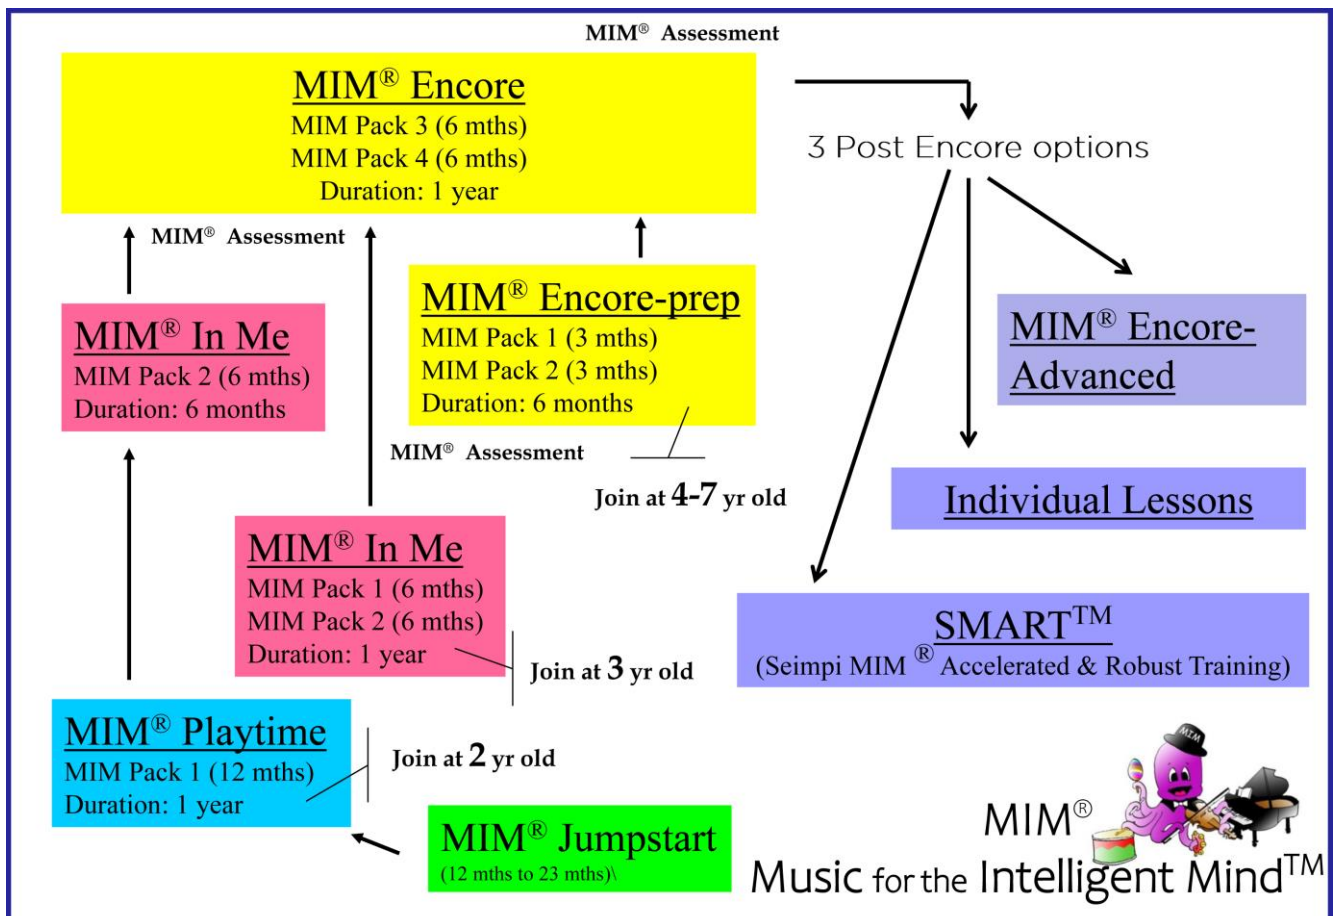 MIM® Assessment
MIM® Encore
MIM Pack 3 (6 mths)
MIM Pack 4 (6 mths)
Duration: 1 year
3 Post Encore options
MIM® Assessment
MIM® In Me
MIM Pack 2 (6 mths)
Duration: 6 months
MIM® Encore-prep
MIM Pack 1 (3 mths)
MIM Pack 2 (3 mths)
Duration: 6 months
MIM® Encore-
Advanced
MIM® Assessment
Join at 4-7 yr old
Individual Lessons
MIM® In Me
MIM Pack 1 (6 mths)
MIM Pack 2 (6 mths)
Duration: 1 year
Join at 3 yr old
SMART™
(Seimpi MIM ® Accelerated & Robust Training)
MIM® Playtime
MIM Pack 1 (12 mths)
Duration: 1 year
Join at 2 yr old
MIM® Jumpstart
(12 mths to 23 mths)\
MIM
MIM®
Music for the Intelligent Mind™